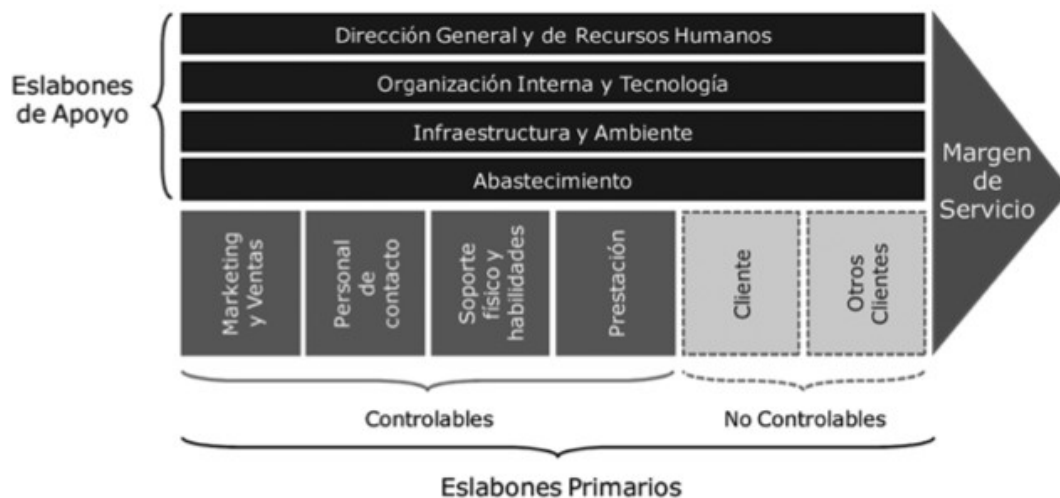 Eslabones
de Apoyo
Dirección General y de Recursos Humanos
Organización Interna y Tecnología
Infraestructura y Ambiente
Abastecimiento
Marketing
y Ventas
Personal
de
contacto
Soporte
físico y
habilidades
Prestación
Cliente
Otros
Clientes
Margen
de
Servicio
Controlables
No Controlables
Eslabones Primarios